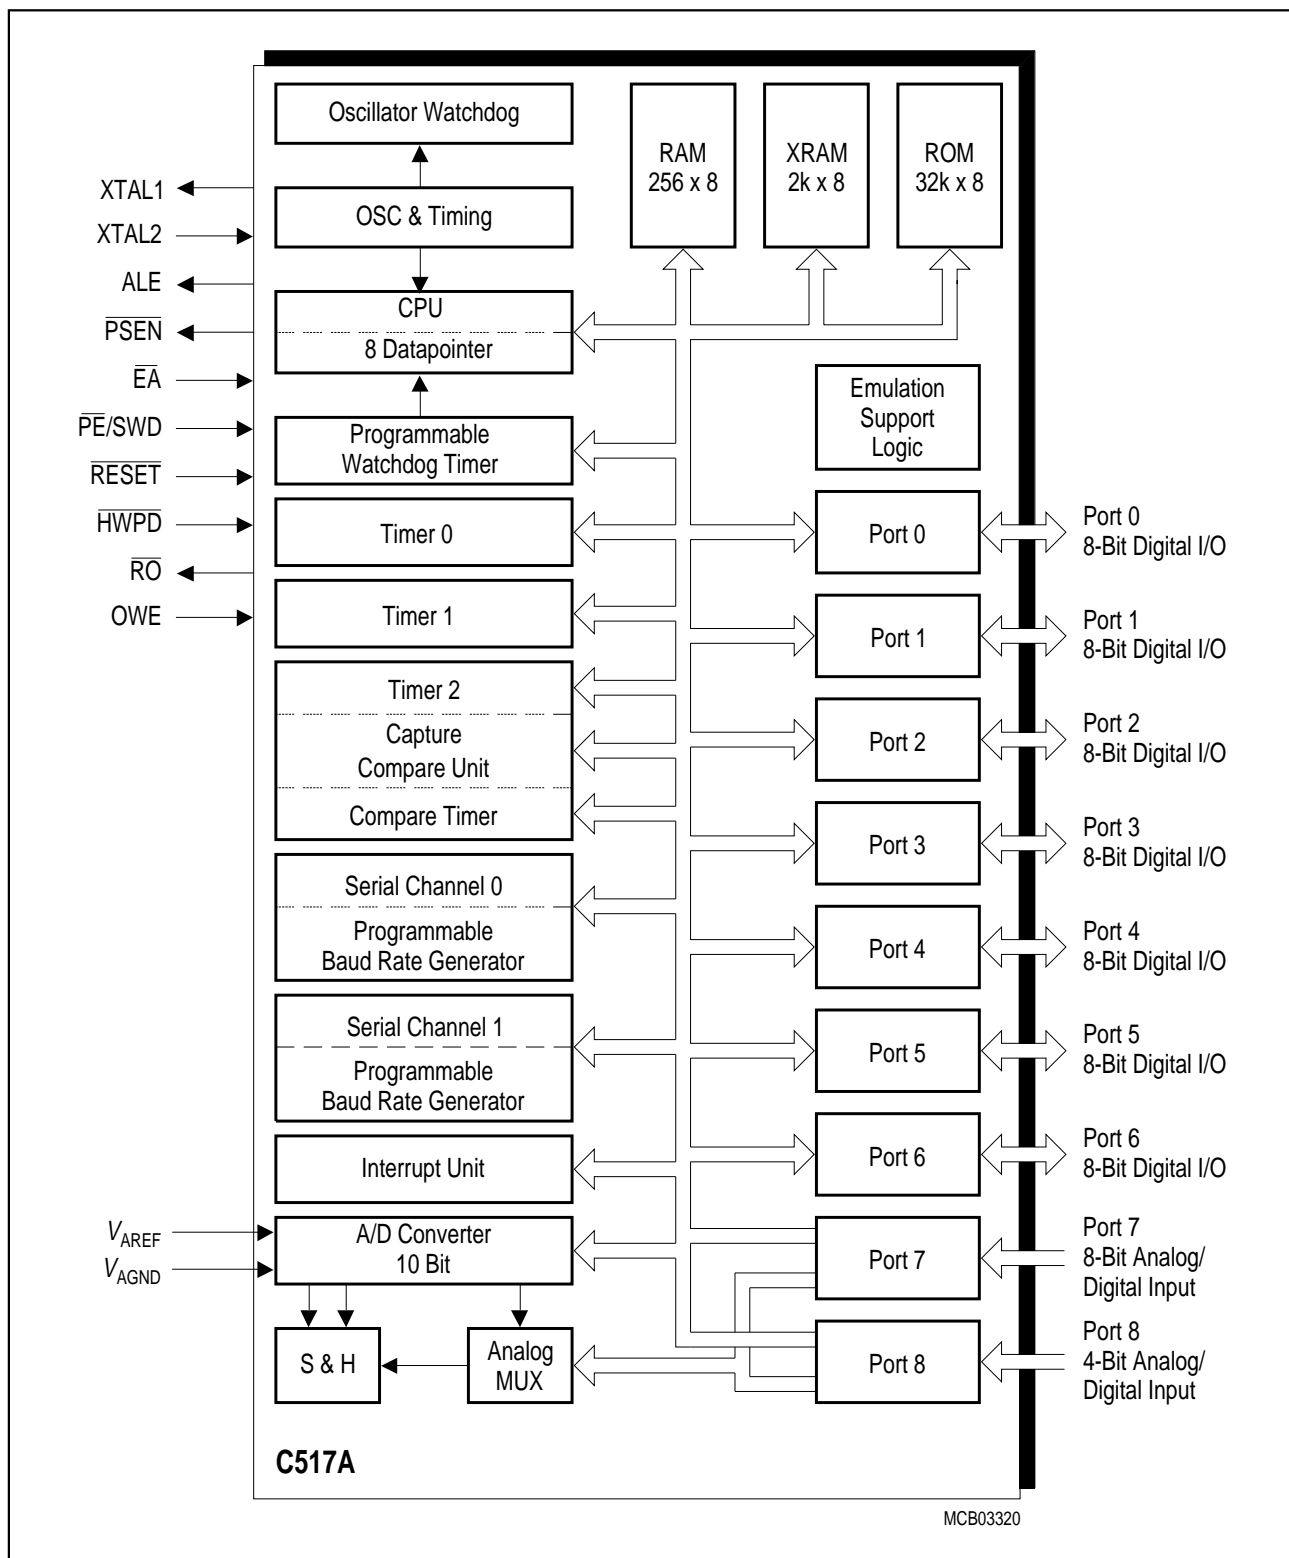 Oscillator Watchdog
OSC & Timing
CPU
8 Datapointer
Programmable
Watchdog Timer
Timer 0
Timer 1
Timer 2
Capture
Compare Unit
Compare Timer
Serial Channel 0
Programmable
Baud Rate Generator
Serial Channel 1
Programmable
Baud Rate Generator
Interrupt Unit
A/D Converter
10 Bit
S & H
Analog
MUX
RAM
256 x 8
XRAM
2k x 8
ROM
32k x 8
Emulation
Support
Logic
Port 0
Port 1
Port 2
Port 3
Port 4
Port 5
Port 6
Port 7
Port 8
XTAL1
XTAL2
ALE
PSEN
EA
PE/SWD
RESET
HWPD
RO
OWE
VAREF
VAGND
Port 0
8-Bit Digital I/O
Port 1
8-Bit Digital I/O
Port 2
8-Bit Digital I/O
Port 3
8-Bit Digital I/O
Port 4
8-Bit Digital I/O
Port 5
8-Bit Digital I/O
Port 6
8-Bit Digital I/O
Port 7
8-Bit Analog/
Digital Input
Port 8
4-Bit Analog/
Digital Input
C517A
MCB03320